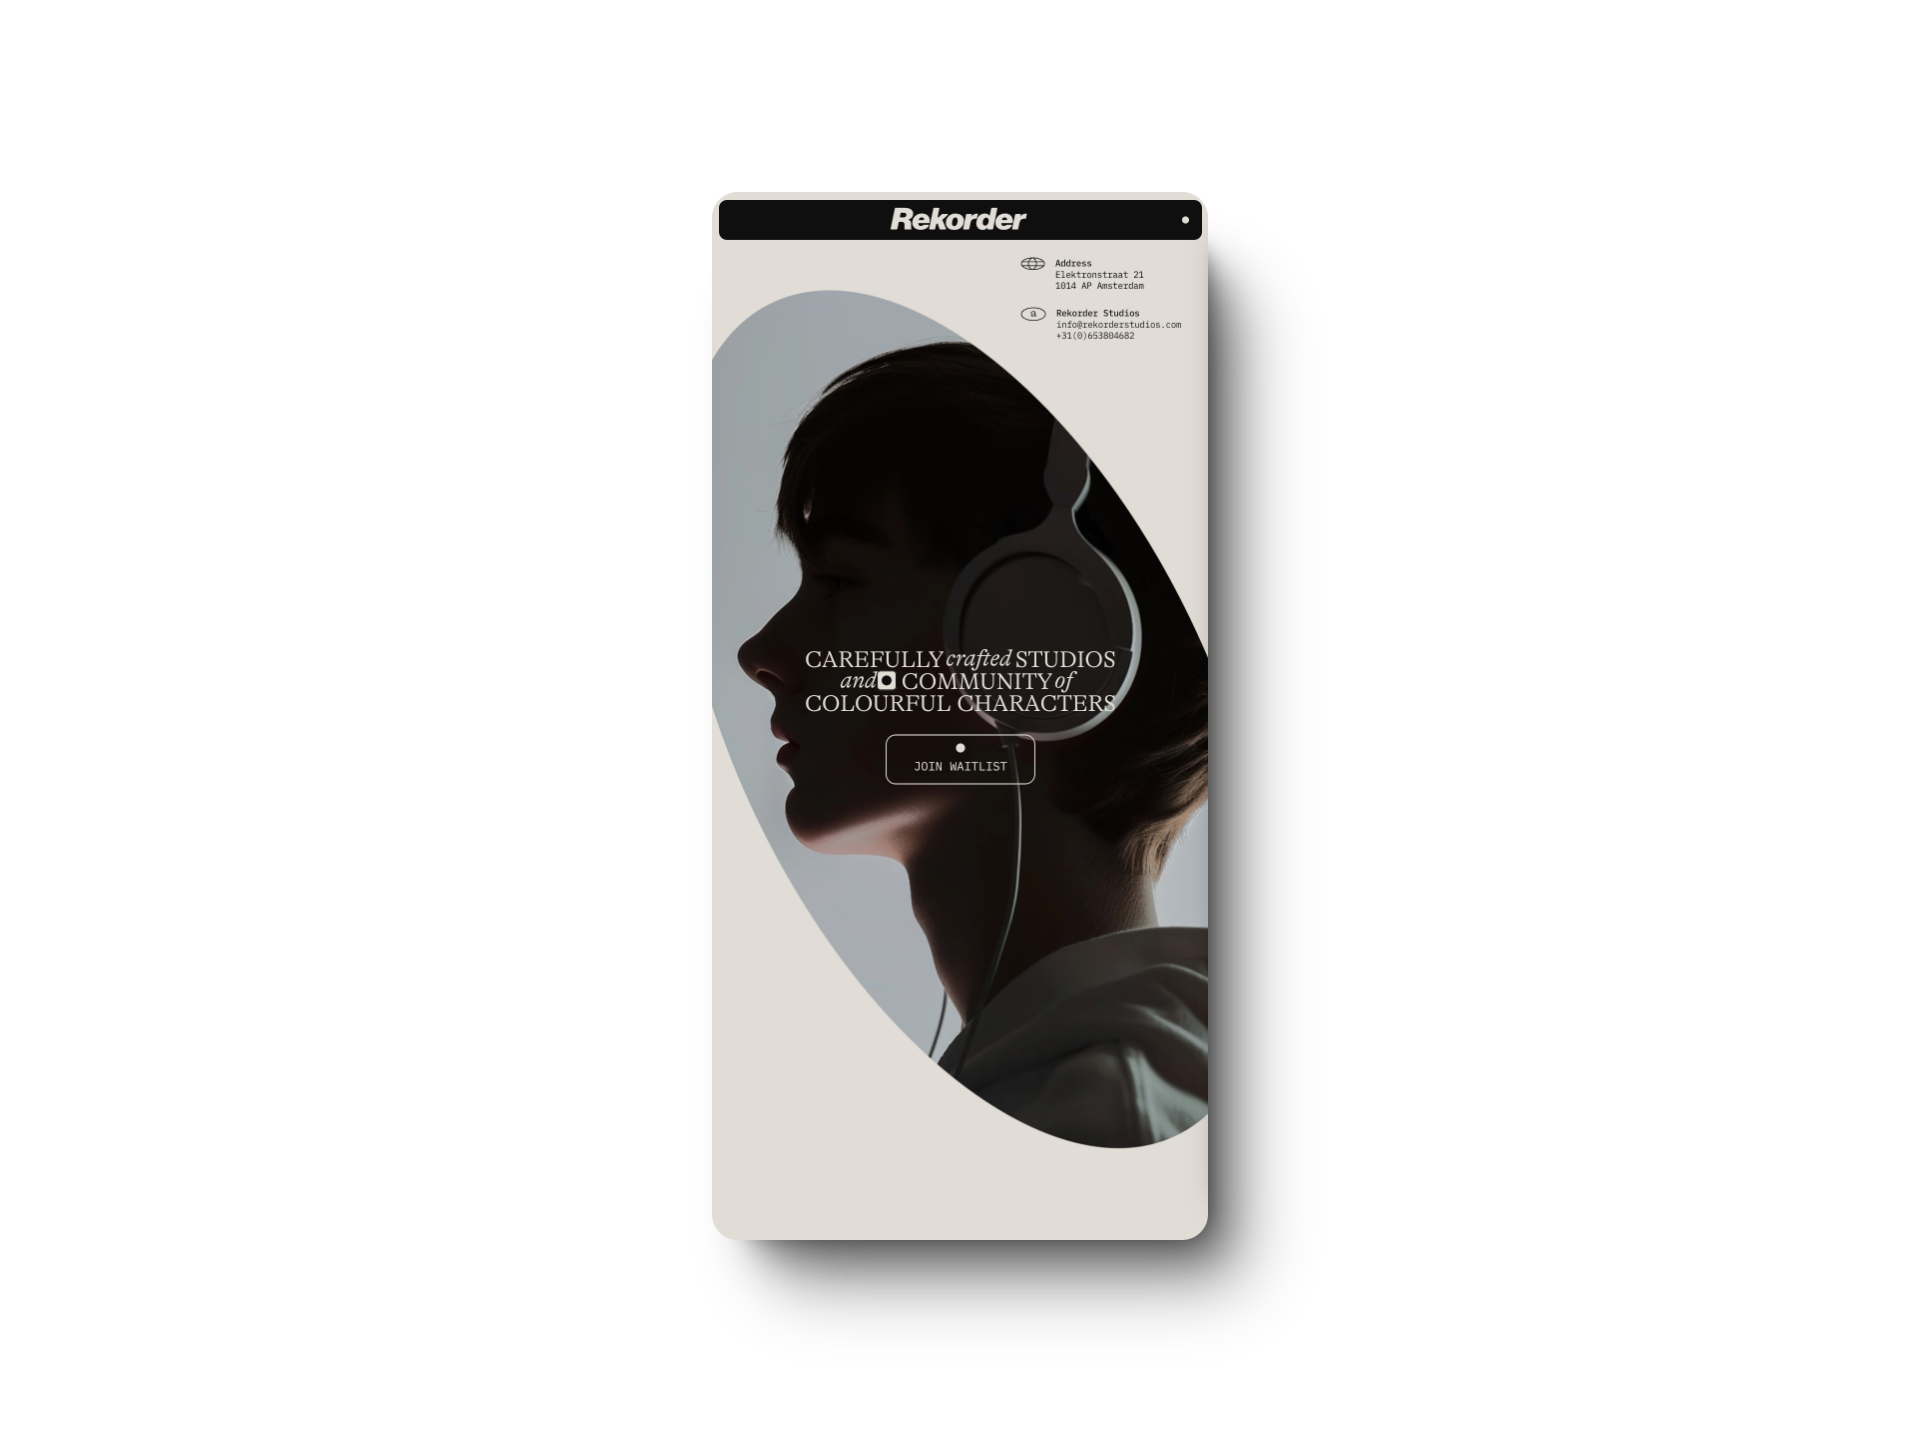 Rekorder
Address
Elektronstraat 21
1014 AP Amsterdam
a
Rekorder Studios
info@rekorderstudios.com
+31(0)653804682
CAREFULLY crafted STUDIOS
and COMMUNITY of
COLOURFUL CHARACTERS
JOIN WAITLIST